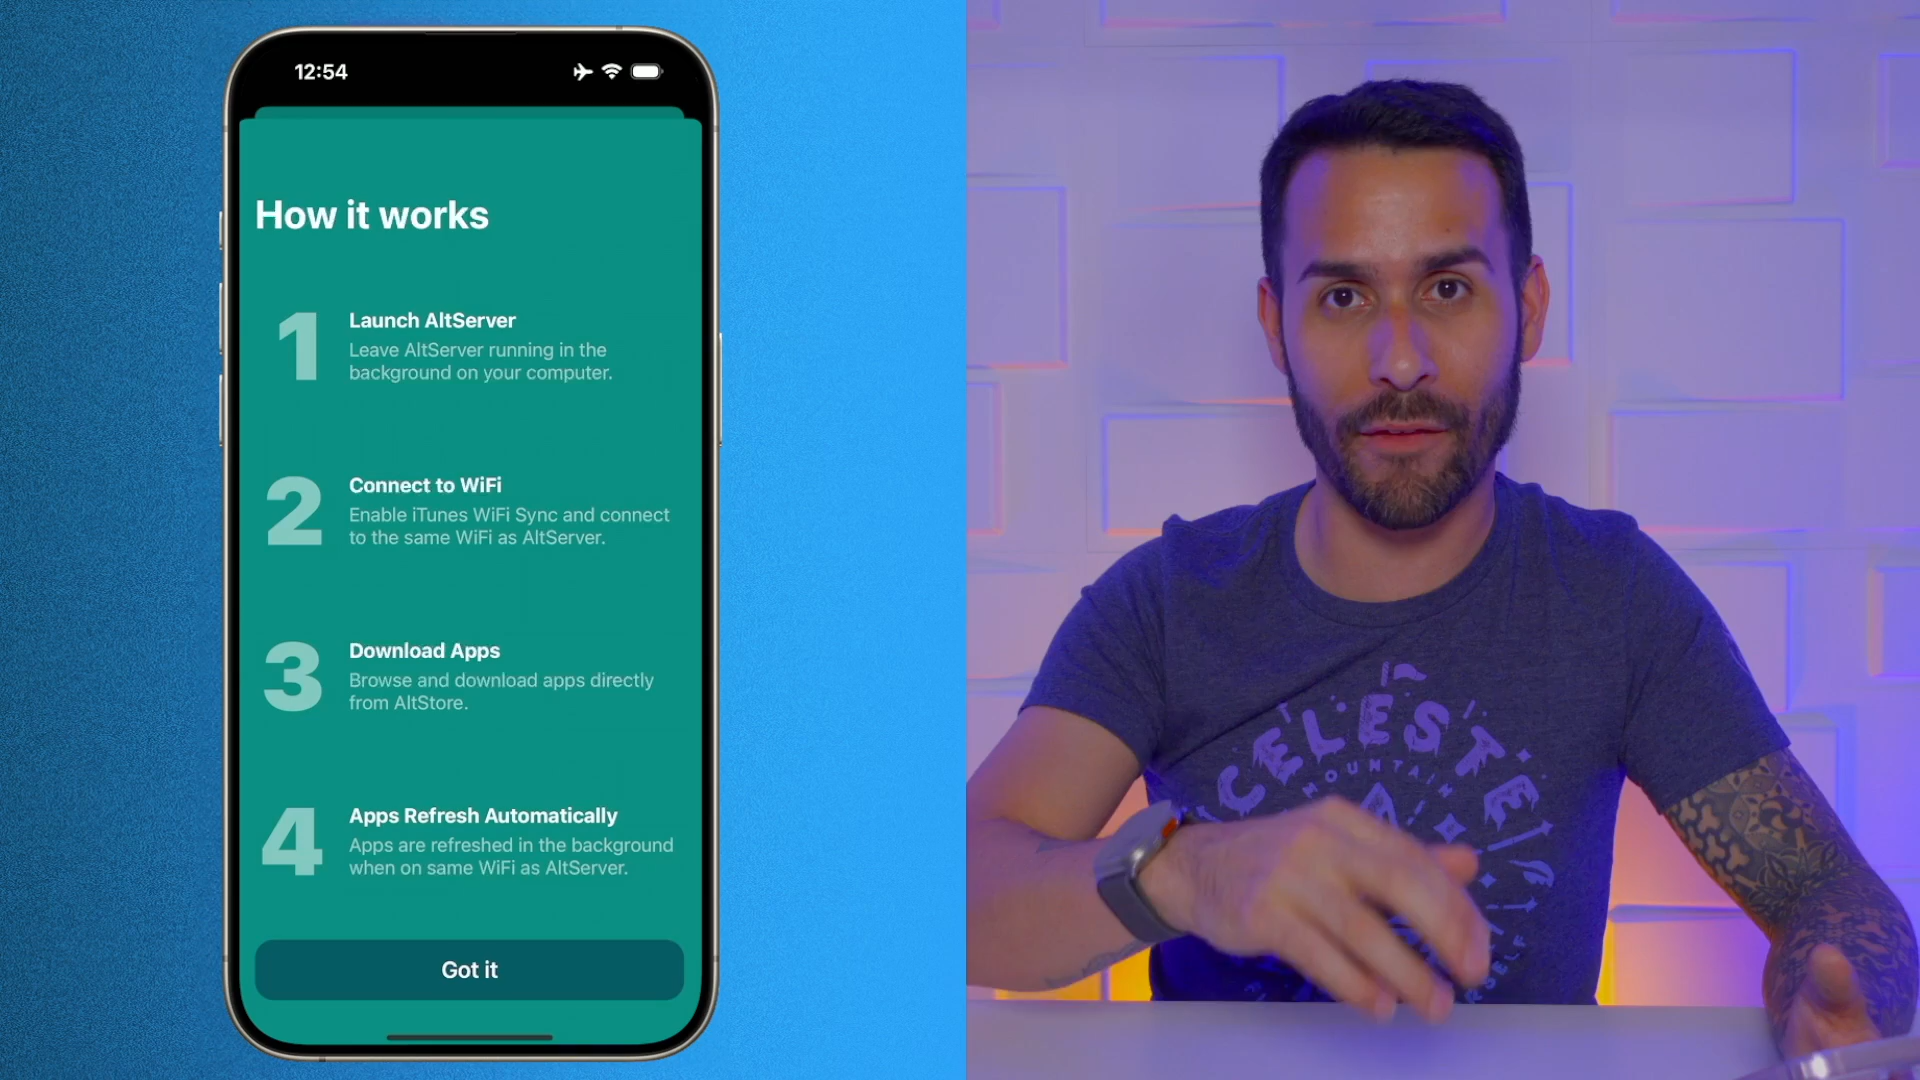 12:54
How it works
1
Launch AltServer
Leave AltServer running in the
background on your computer.
2
Connect to WiFi
Enable iTunes WiFi Sync and connect
to the same WiFi as AltServer.
3
Download Apps
Browse and download apps directly
from AltStore.
4
Apps Refresh Automatically
Apps are refreshed in the background
when on same WiFi as AltServer.
Got it
CELESTE
MOUNTAIN